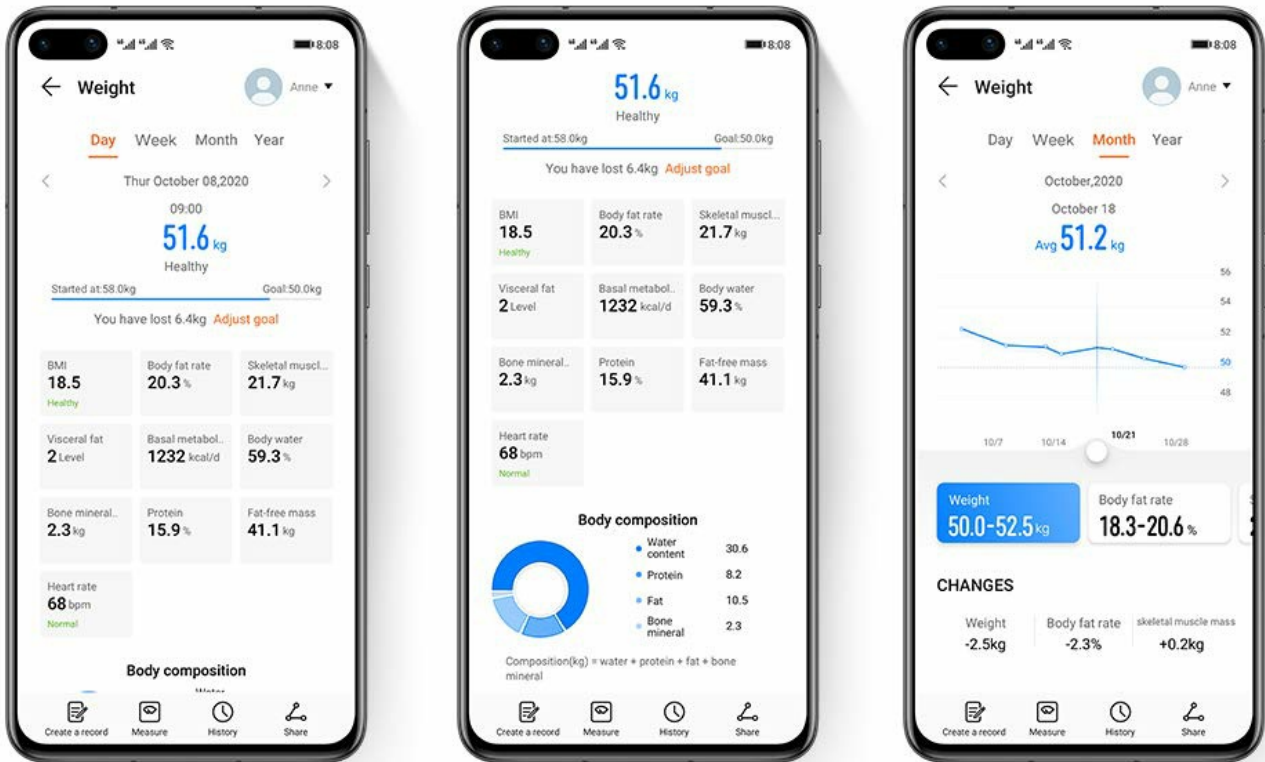 8:08
Weight
Anne
Day Week Month Year
Thur October 08,2020
09:00
51.6 kg
Healthy
Started at:58.0kg Goal:50.0kg
You have lost 6.4kg Adjust goal
BMI Body fat rate Skeletal muscl...
18.5 20.3 % 21.7 kg
Healthy
Visceral fat Basal metabol.. Body water
2 Level 1232 kcal/d 59.3 %
Bone mineral.. Protein Fat-free mass
2.3 kg 15.9 % 41.1 kg
Heart rate
68 bpm
Normal
Body composition
Water
Create a record Measure History Share
8:08
51.6 kg
Healthy
Started at:58.0kg Goal:50.0kg
You have lost 6.4kg Adjust goal
BMI Body fat rate Skeletal muscl...
18.5 20.3 % 21.7 kg
Healthy
Visceral fat Basal metabol.. Body water
2 Level 1232 kcal/d 59.3 %
Bone mineral.. Protein Fat-free mass
2.3 kg 15.9 % 41.1 kg
Heart rate
68 bpm
Normal
Body composition
Water
content 30.6
Protein 8.2
Fat 10.5
Bone
mineral 2.3
Composition(kg) = water + protein + fat + bone
mineral
Create a record Measure History Share
8:08
Weight
Anne
Day Week Month Year
October,2020
October 18
Avg 51.2 kg
56
54
52
50
48
10/7 10/14 10/21 10/28
Weight Body fat rate
50.0-52.5 kg 18.3-20.6 %
CHANGES
Weight Body fat rate skeletal muscle mass
-2.5kg -2.3% +0.2kg
Create a record Measure History Share